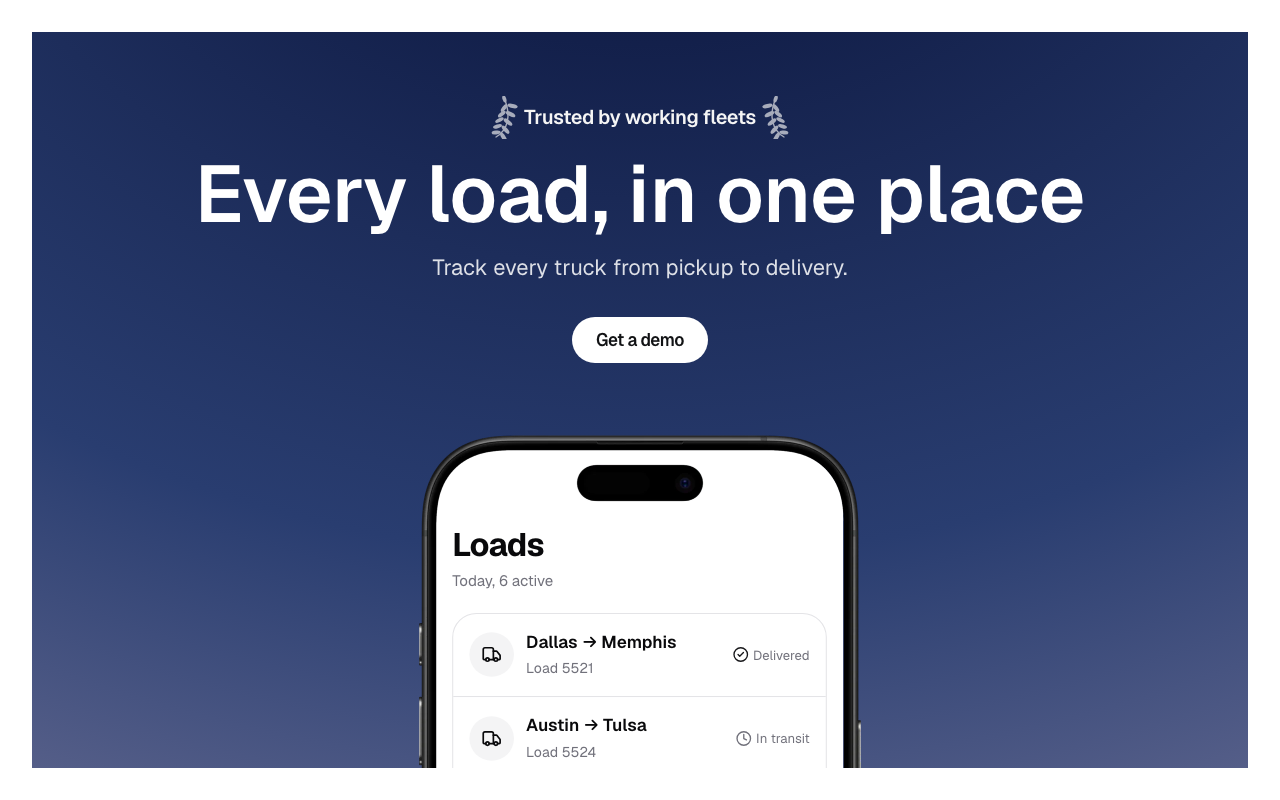 Trusted by working fleets
Every load, in one place
Track every truck from pickup to delivery.
Get a demo
Loads
Today, 6 active
Dallas → Memphis
Load 5521
Delivered
Austin → Tulsa
Load 5524
In transit